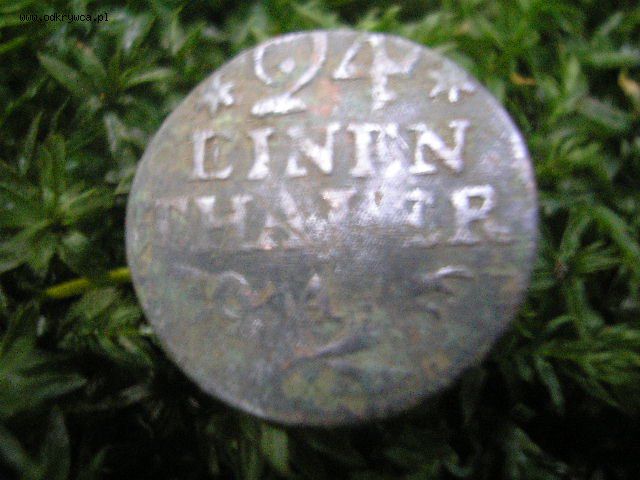 www.odkrywca.pl
* 24 *
EINEN
THALER